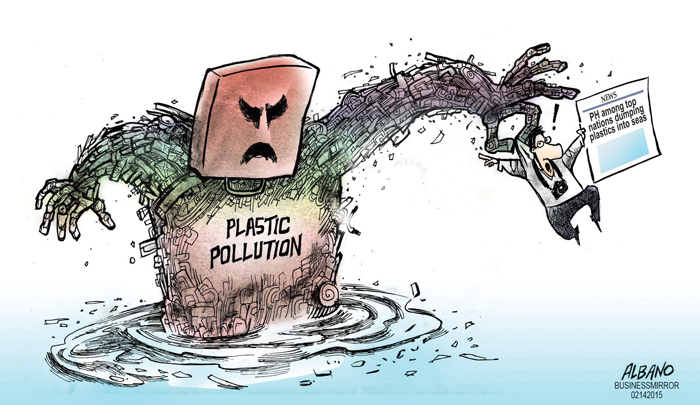 PLASTIC
POLLUTION
!
NEWS
PH among top
nations dumping
plastics into seas
ALBANO
BUSINESSMIRROR
02142015